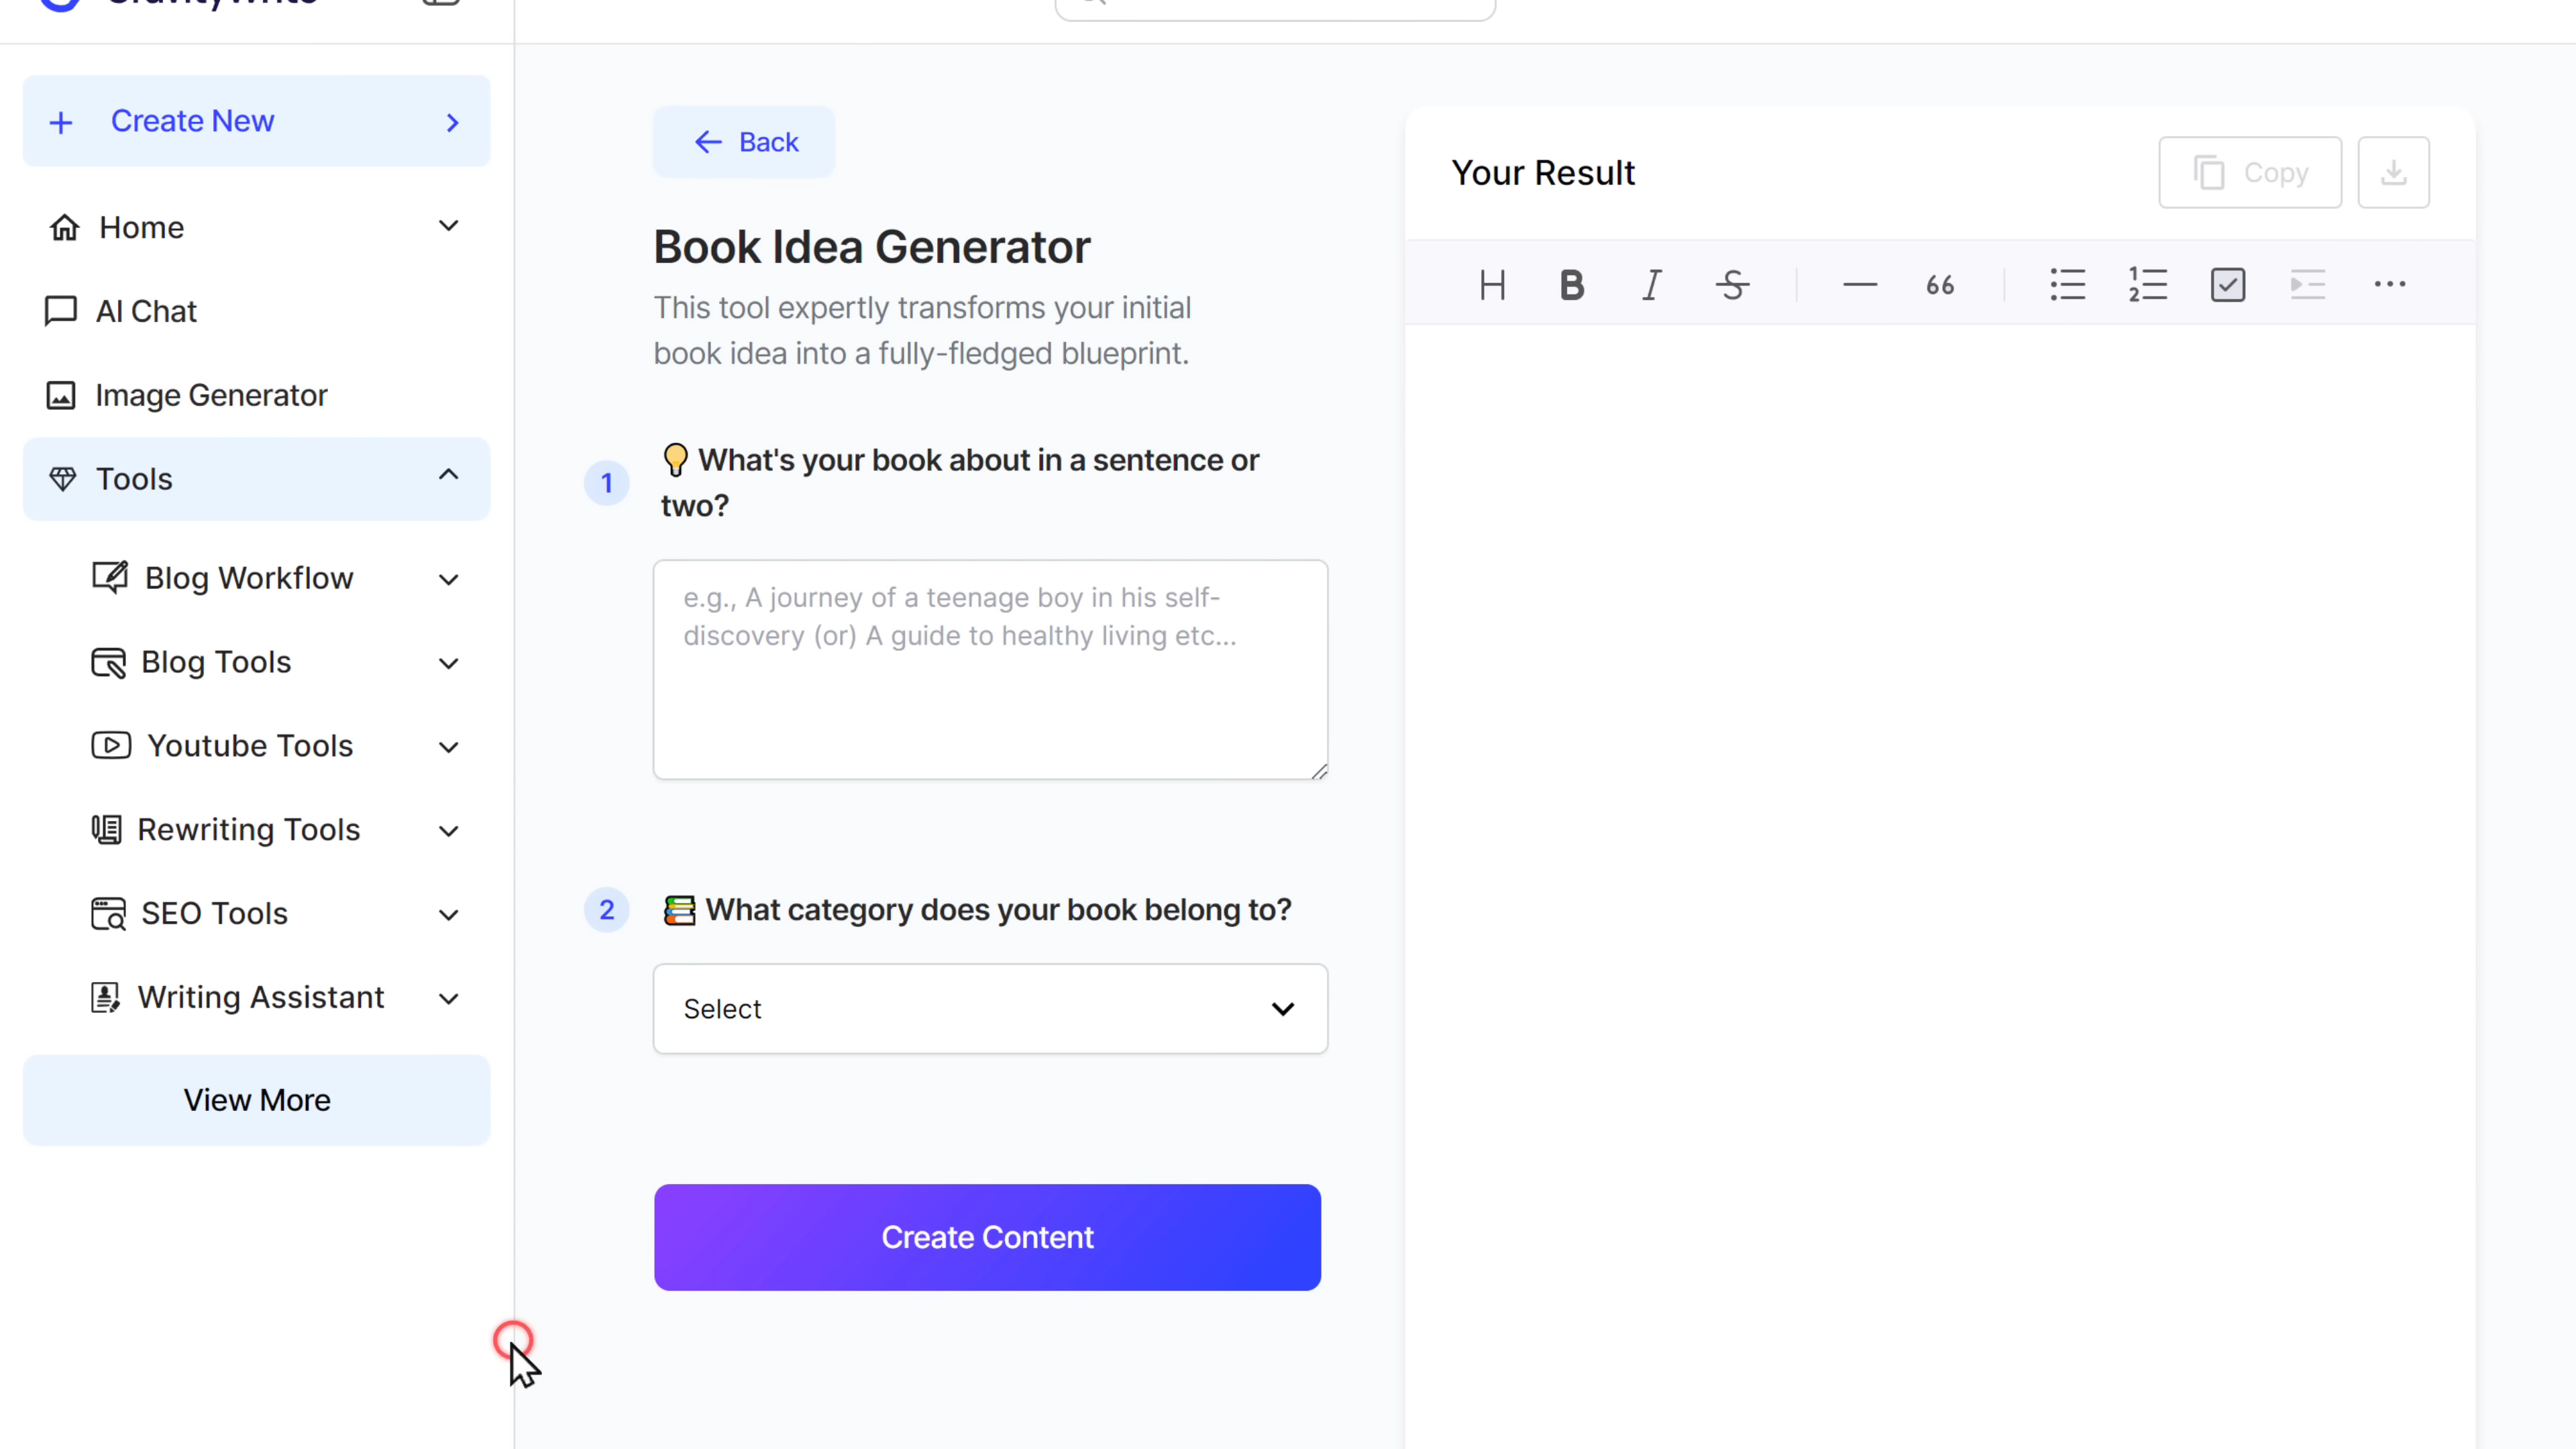 Create New
Home
AI Chat
Image Generator
Tools
Blog Workflow
Blog Tools
Youtube Tools
Rewriting Tools
SEO Tools
Writing Assistant
View More
Back
Book Idea Generator
This tool expertly transforms your initial
book idea into a fully-fledged blueprint.
1
What's your book about in a sentence or
two?
e.g., A journey of a teenage boy in his self-
discovery (or) A guide to healthy living etc...
2
What category does your book belong to?
Select
Create Content
Your Result
Copy